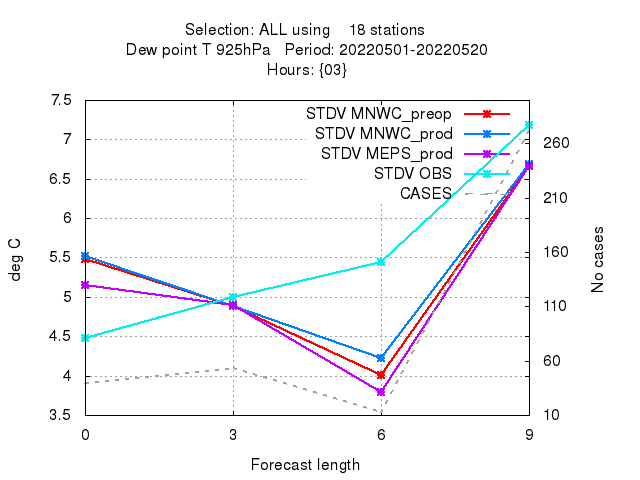 Selection: ALL using    18 stations
Dew point T 925hPa   Period: 20220501-20220520
Hours: {03}
7.5
7
6.5
6
5.5
5
4.5
4
3.5
deg C
STDV MNWC_preop
STDV MNWC_prod
STDV MEPS_prod
STDV OBS
CASES
260
210
160
110
60
10
No cases
0 3 6 9
Forecast length